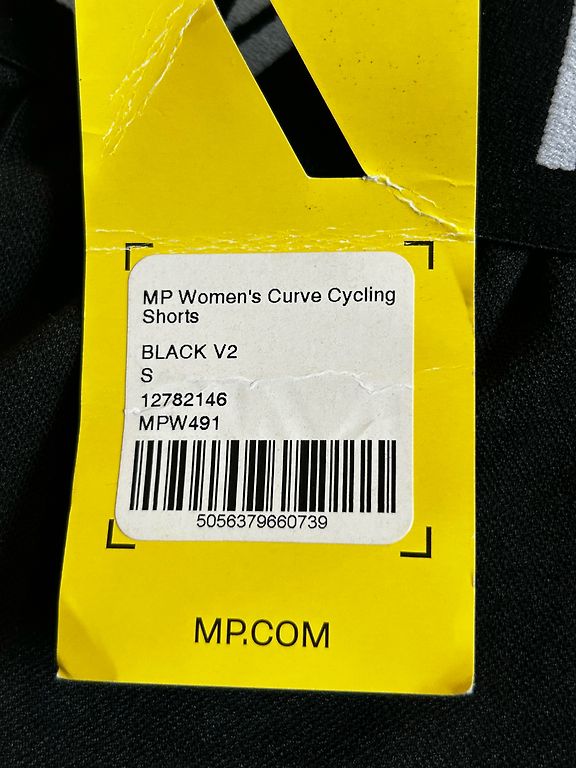 MP Women's Curve Cycling
Shorts
BLACK V2
S
12782146
MPW491
5056379660739
MP.COM